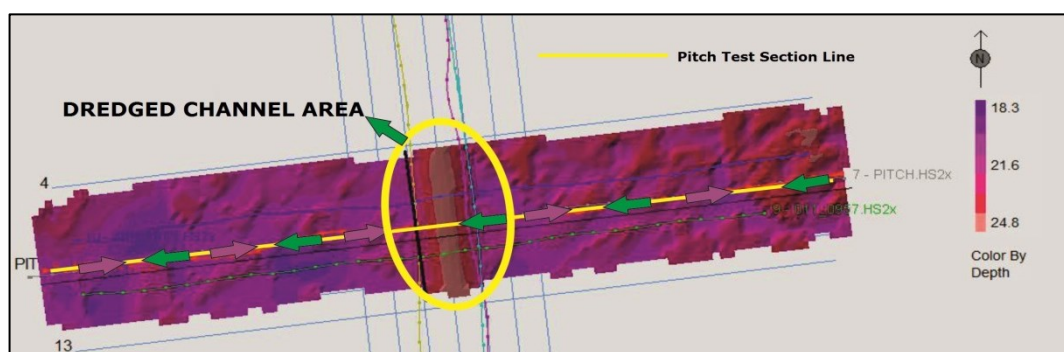 Pitch Test Section Line
N
DREDGED CHANNEL AREA
18.3
21.6
24.8
Color By
Depth
4
7 - PITCH.HS2x
PIT
13